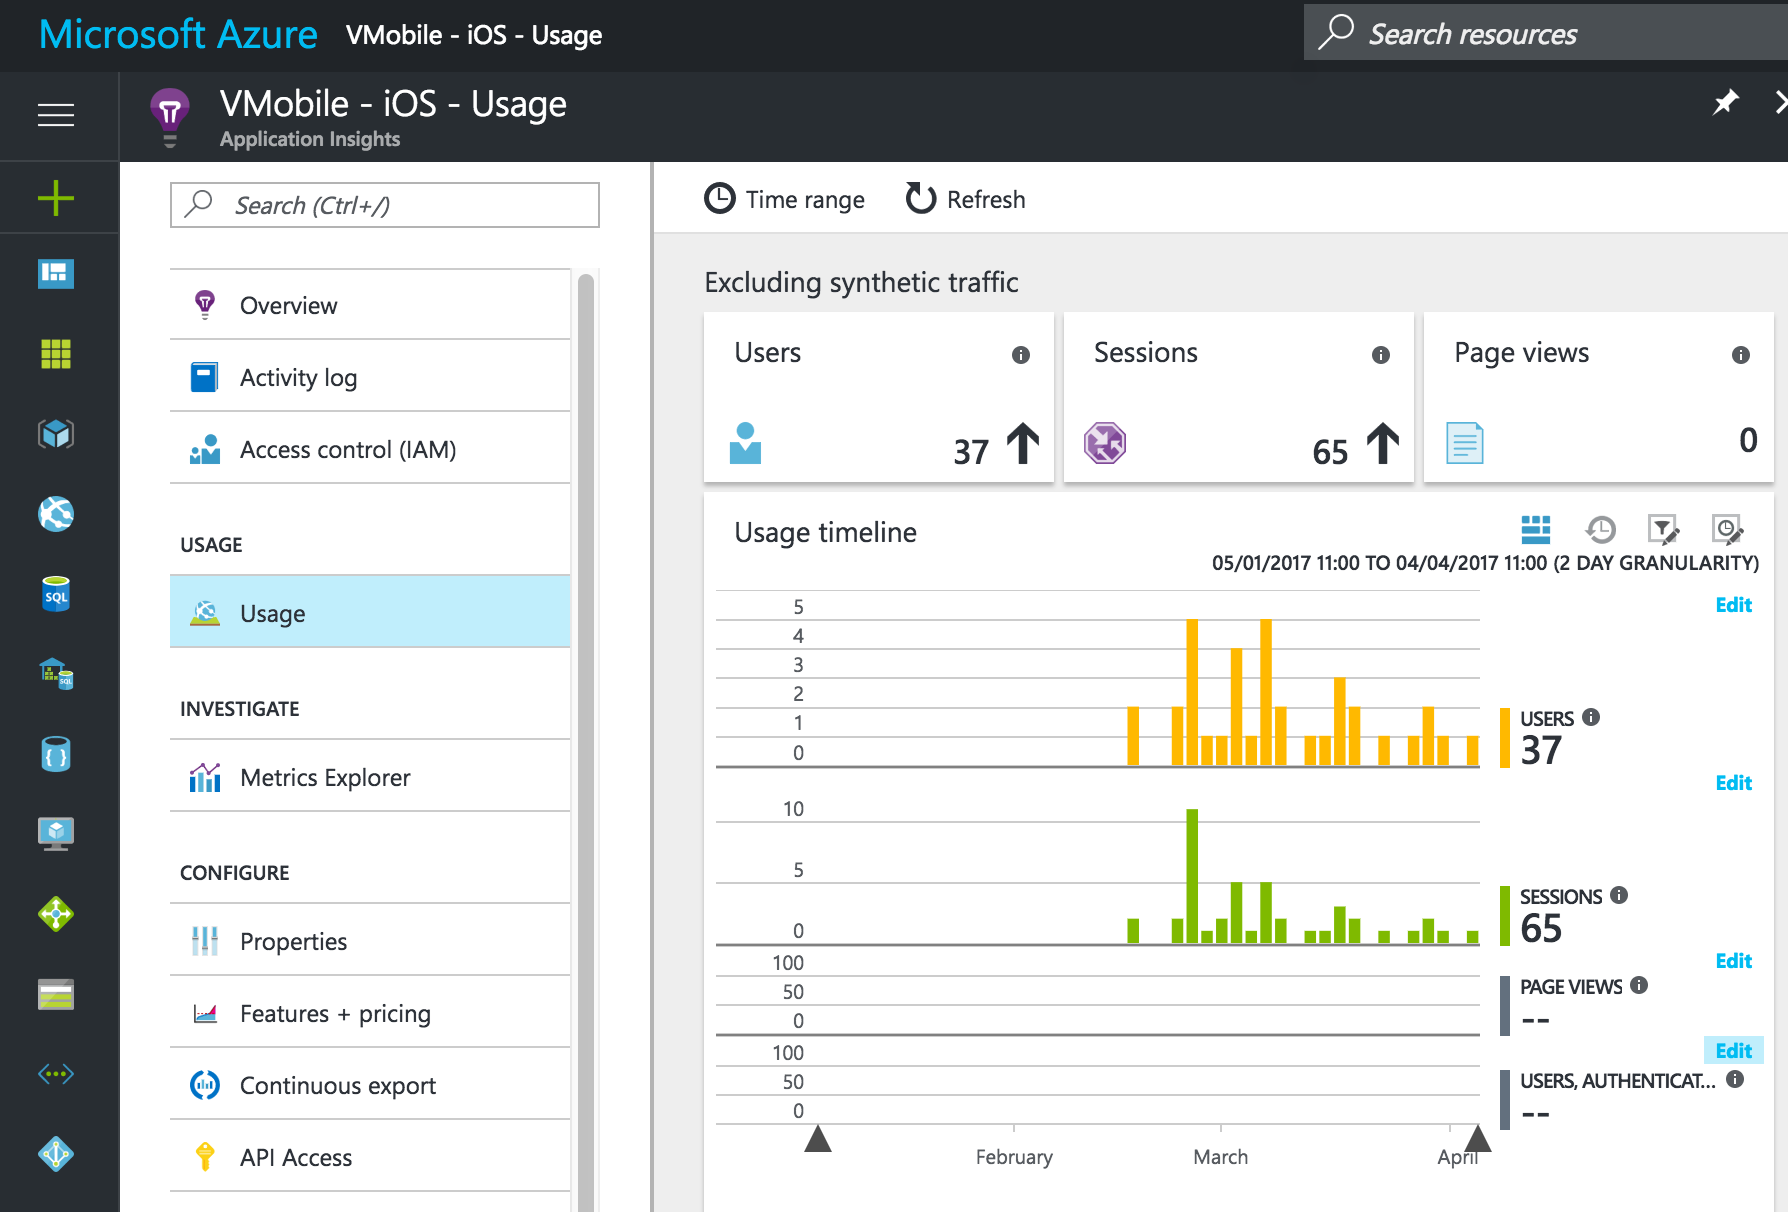 Microsoft Azure VMobile - iOS - Usage
Search resources
VMobile - iOS - Usage
Application Insights
Search (Ctrl+/)
Overview
Activity log
Access control (IAM)
USAGE
Usage
INVESTIGATE
Metrics Explorer
CONFIGURE
Properties
Features + pricing
Continuous export
API Access
SQL
SQL
Time range
Refresh
Excluding synthetic traffic
Users
37
Sessions
65
Page views
0
Usage timeline
05/01/2017 11:00 TO 04/04/2017 11:00 (2 DAY GRANULARITY)
Edit
5
4
3
2
1
0
USERS
37
Edit
10
5
0
SESSIONS
65
Edit
100
50
0
PAGE VIEWS
--
Edit
100
50
0
USERS, AUTHENTICAT...
--
February
March
April